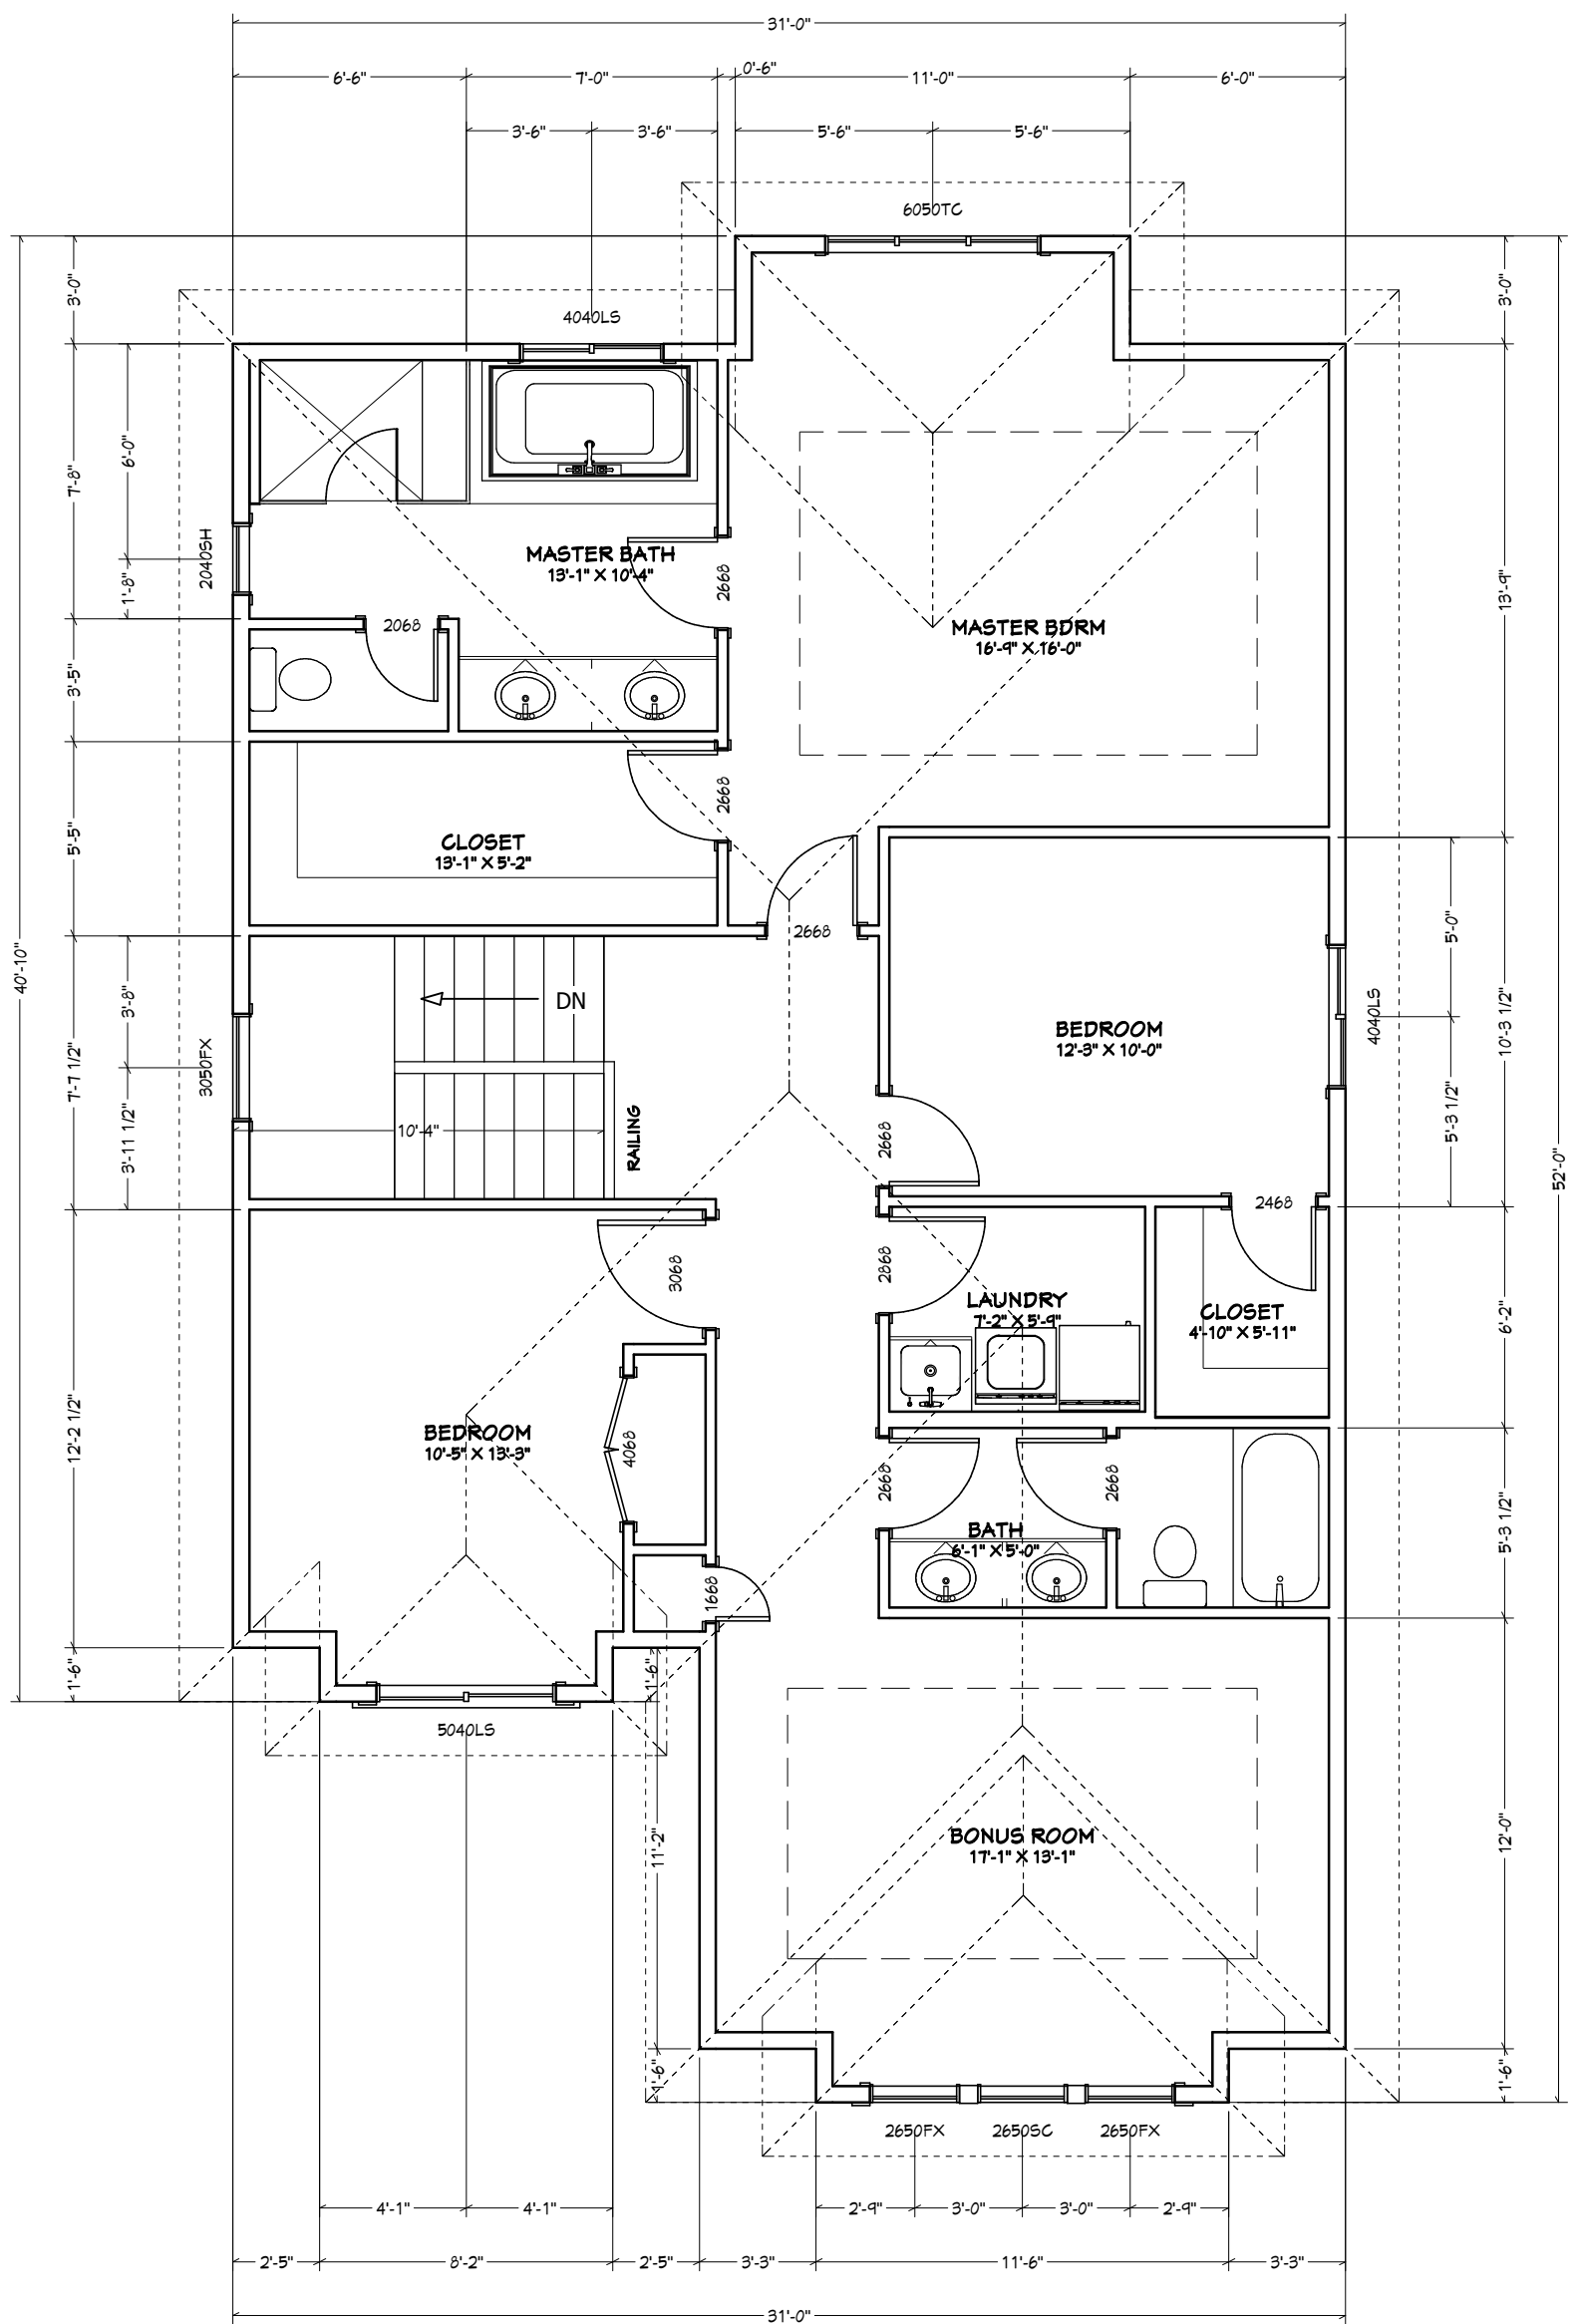 31'-0"
6'-6" 7'-0" 0'-6" 11'-0" 6'-0"
3'-6" 3'-6" 5'-6" 5'-6"
6050TC
4040LS
3'-0"
3'-0"
7'-8"
6'-0"
1'-8"
2040SH
MASTER BATH
13'-1" X 10'-4"
2668
2068
MASTER BDRM
16'-9" X 16'-0"
13'-9"
3'-5"
5'-5"
CLOSET
13'-1" X 5'-2"
2668
2668
40'-10"
7'-7 1/2"
3'-8"
3'-11 1/2"
3050FX
DN
10'-4"
RAILING
BEDROOM
12'-3" X 10'-0"
2668
4040LS
5'-0"
5'-3 1/2"
10'-3 1/2"
52'-0"
2468
3068
2868
LAUNDRY
7'-2" X 5'-9"
CLOSET
4'-10" X 5'-11"
6'-2"
12'-2 1/2"
BEDROOM
10'-5" X 13'-3"
4068
2668
2668
BATH
6'-1" X 5'-0"
5'-3 1/2"
1668
1'-6"
1'-6"
5040LS
11'-2"
BONUS ROOM
17'-1" X 13'-1"
12'-0"
1'-6"
1'-6"
2650FX 2650SC 2650FX
4'-1" 4'-1" 2'-9" 3'-0" 3'-0" 2'-9"
2'-5" 8'-2" 2'-5" 3'-3" 11'-6" 3'-3"
31'-0"